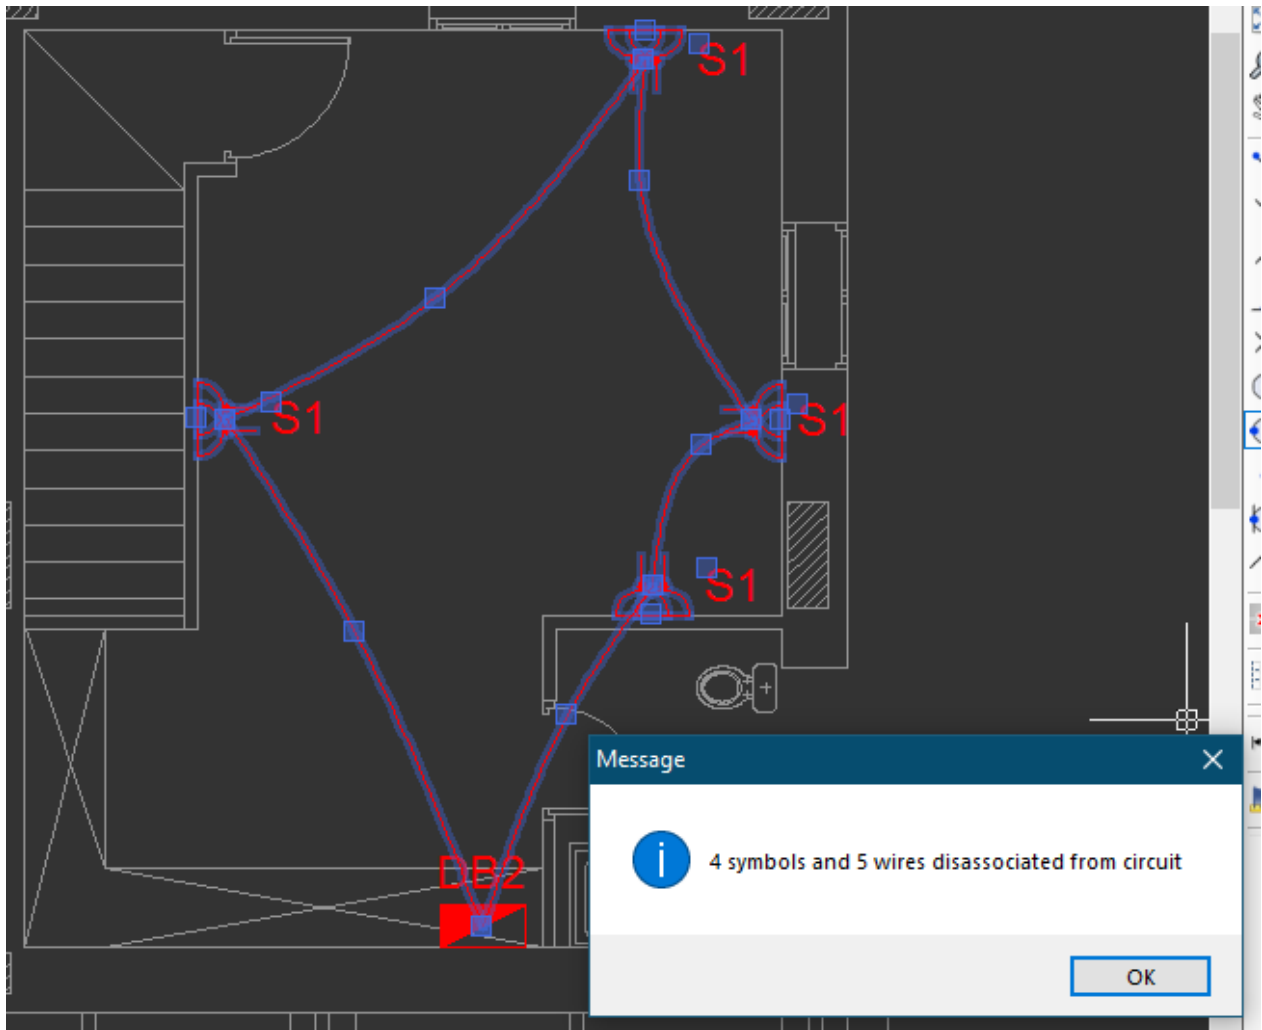 S1
S1
S1
S1
DB2
Message
4 symbols and 5 wires disassociated from circuit
OK